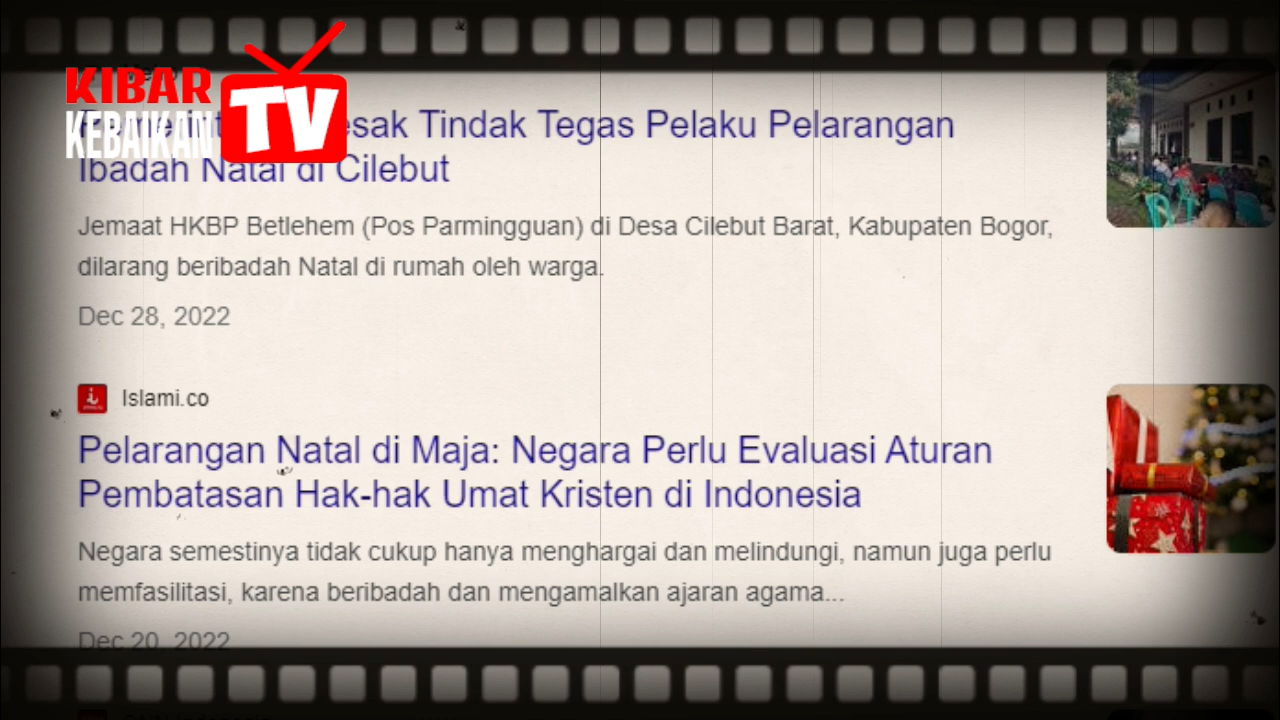 KIBAR
KEBAIKAN
TV
esak Tindak Tegas Pelaku Pelarangan
Ibadah Natal di Cilebut
Jemaat HKBP Betlehem (Pos Parmingguan) di Desa Cilebut Barat, Kabupaten Bogor,
dilarang beribadah Natal di rumah oleh warga.
Dec 28, 2022
Islami.co
Pelarangan Natal di Maja: Negara Perlu Evaluasi Aturan
Pembatasan Hak-hak Umat Kristen di Indonesia
Negara semestinya tidak cukup hanya menghargai dan melindungi, namun juga perlu
memfasilitasi, karena beribadah dan mengamalkan ajaran agama...
Dec 20, 2022